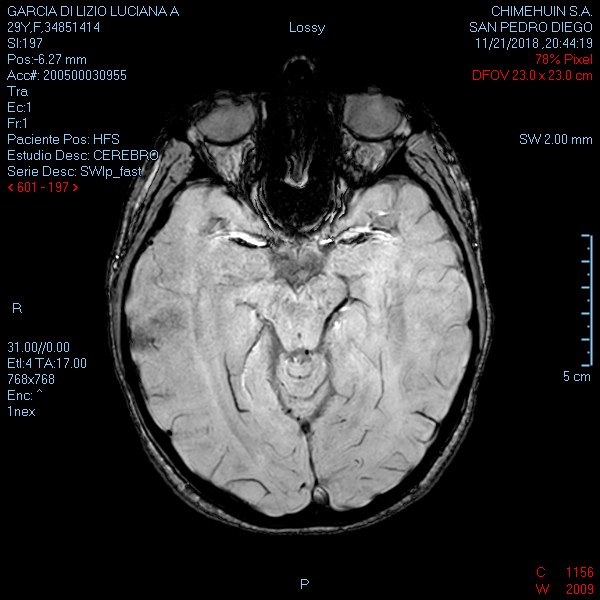 GARCIA DI LIZIO LUCIANA A
29Y,F,34851414
Sl:197
Pos:-6.27 mm
Acc#: 200500030955
Tra
Ec:1
Fr:1
Paciente Pos: HFS
Estudio Desc: CEREBRO
Serie Desc: SWIp_fast
< 601 - 197 >
Lossy
CHIMEHUIN S.A.
SAN PEDRO DIEGO
11/21/2018 ,20:44:19
78% Pixel
DFOV 23.0 x 23.0 cm
SW 2.00 mm
R
31.00//0.00
Etl:4 TA:17.00
768x768
Enc: ^
1nex
5 cm
P
C 1156
W 2009